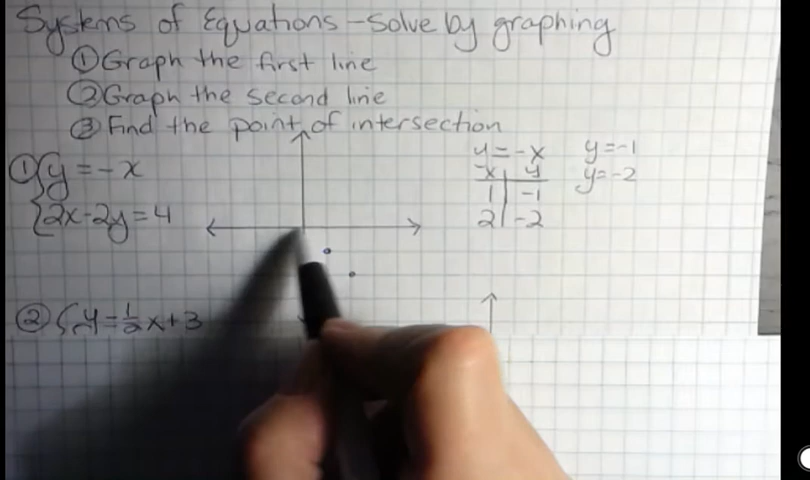 Systems of Equations - Solve by graphing
① Graph the first line
② Graph the second line
③ Find the point of intersection
① { y = -x
2x-2y=4
y = -x
x | y
1 | -1
2 | -2
y=-1
y=-2
② { y=1/2x+3